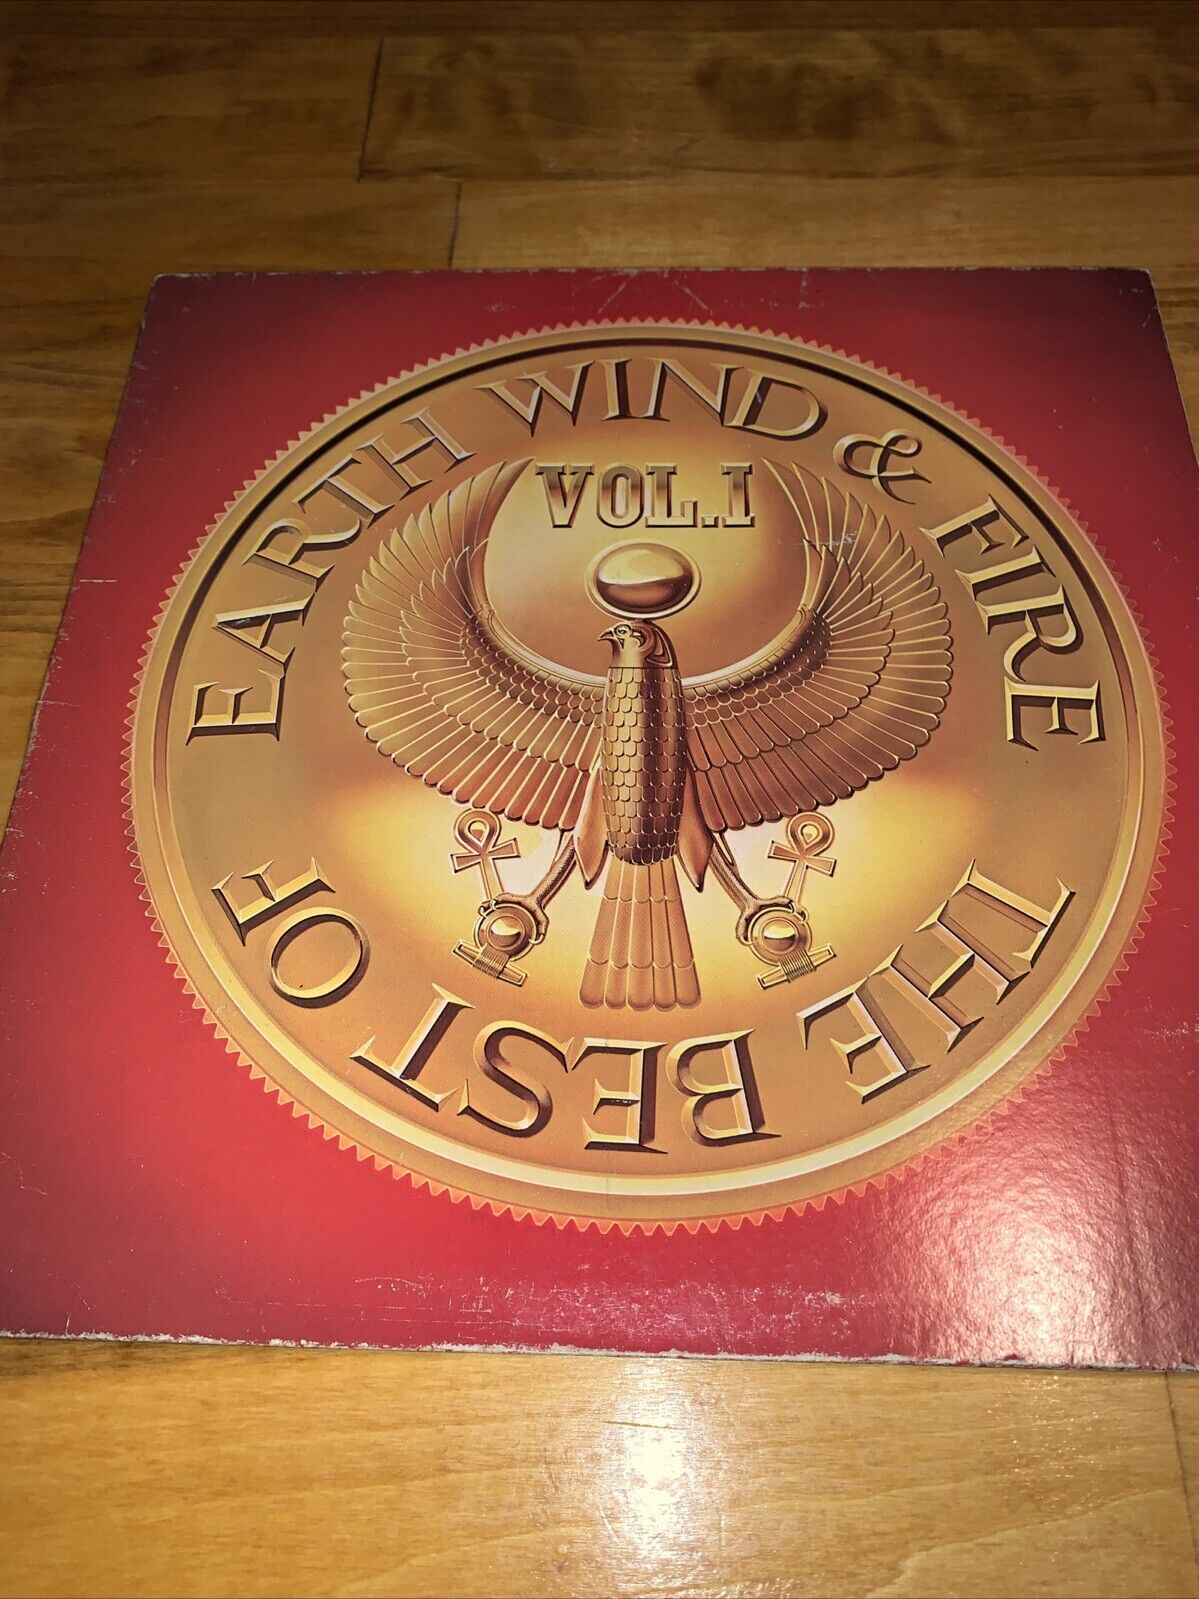 EARTH WIND & FIRE
VOL. I
THE BEST OF